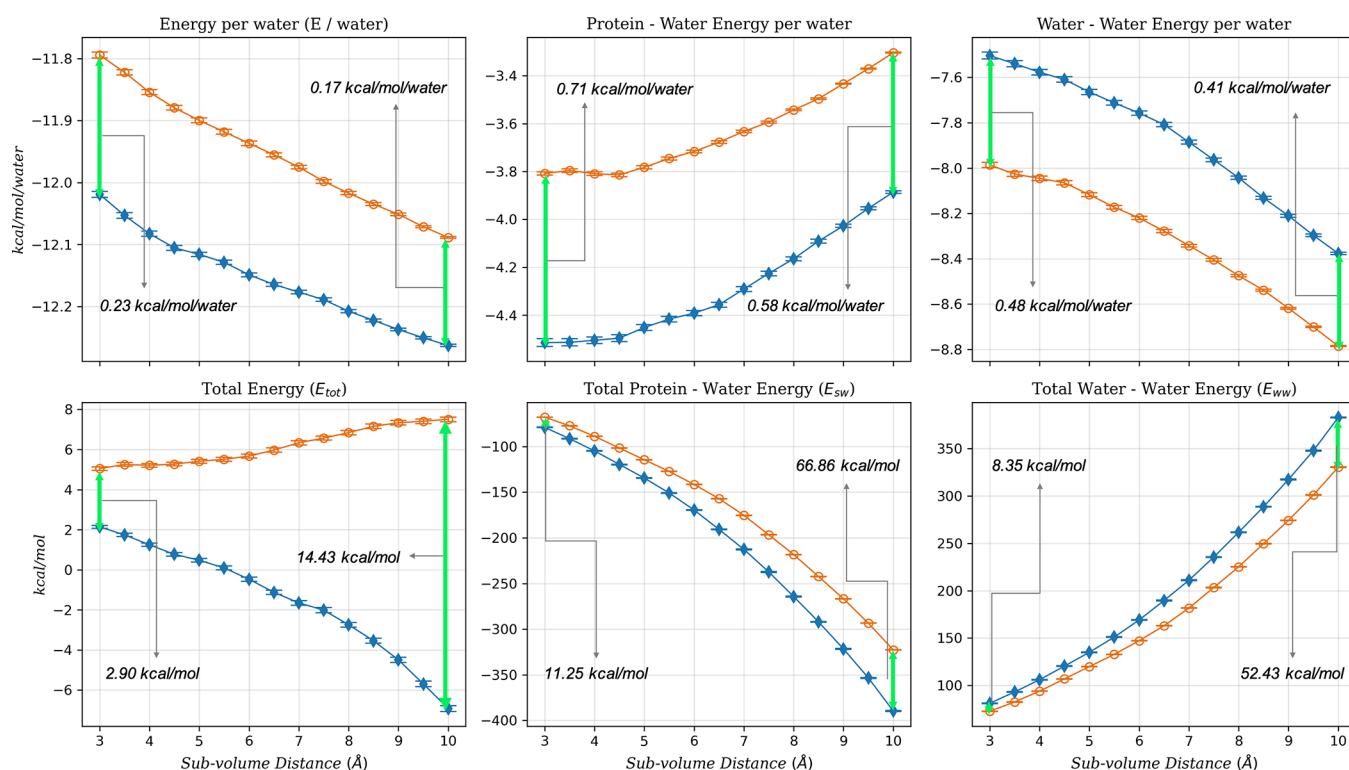 Energy per water (E / water)
Protein - Water Energy per water
Water - Water Energy per water
kcal/mol/water
−11.8
−11.9
−12.0
−12.1
−12.2
0.17 kcal/mol/water
0.23 kcal/mol/water
−3.4
−3.6
−3.8
−4.0
−4.2
−4.4
0.71 kcal/mol/water
0.58 kcal/mol/water
−7.6
−7.8
−8.0
−8.2
−8.4
−8.6
−8.8
0.41 kcal/mol/water
0.48 kcal/mol/water
Total Energy (Etot)
Total Protein - Water Energy (Esw)
Total Water - Water Energy (Eww)
kcal/mol
8
6
4
2
0
−2
−4
−6
14.43 kcal/mol
2.90 kcal/mol
3 4 5 6 7 8 9 10
Sub-volume Distance (Å)
−100
−150
−200
−250
−300
−350
−400
66.86 kcal/mol
11.25 kcal/mol
3 4 5 6 7 8 9 10
Sub-volume Distance (Å)
350
300
250
200
150
100
8.35 kcal/mol
52.43 kcal/mol
3 4 5 6 7 8 9 10
Sub-volume Distance (Å)